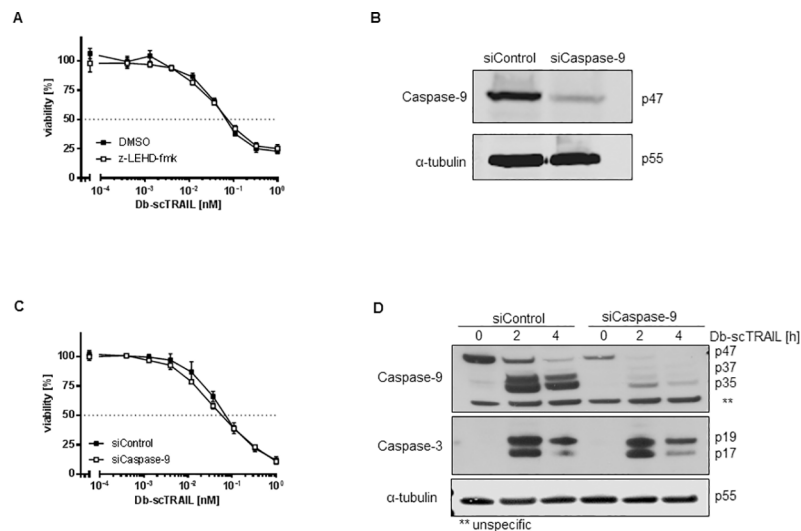 A
viability [%]
100
75
50
25
0
DMSO
z-LEHD-fmk
10⁻⁴ 10⁻³ 10⁻² 10⁻¹ 10⁰
Db-scTRAIL [nM]
B
siControl siCaspase-9
Caspase-9 p47
α-tubulin p55
C
viability [%]
100
75
50
25
0
siControl
siCaspase-9
10⁻⁴ 10⁻³ 10⁻² 10⁻¹ 10⁰
Db-scTRAIL [nM]
D
siControl siCaspase-9
0 2 4 0 2 4 Db-scTRAIL [h]
Caspase-9
p47
p37
p35
**
Caspase-3
p19
p17
α-tubulin p55
** unspecific